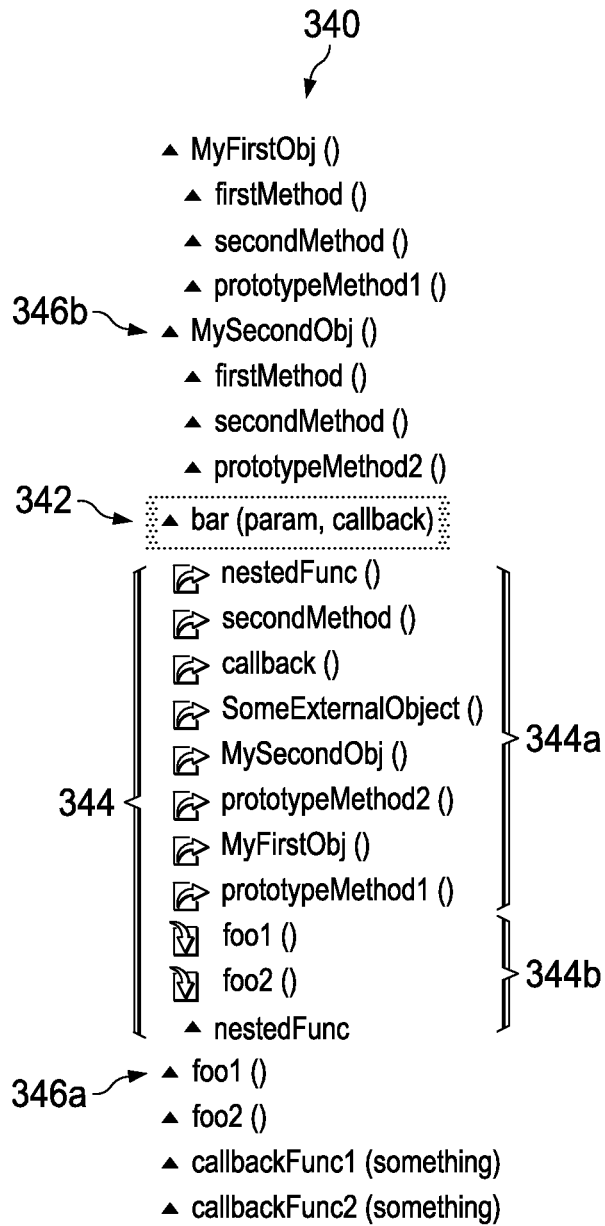 340
MyFirstObj ()
firstMethod ()
secondMethod ()
prototypeMethod1 ()
346b
MySecondObj ()
firstMethod ()
secondMethod ()
prototypeMethod2 ()
342
bar (param, callback)
nestedFunc ()
secondMethod ()
callback ()
SomeExternalObject ()
344a
MySecondObj ()
344
prototypeMethod2 ()
MyFirstObj ()
prototypeMethod1 ()
foo1 ()
344b
foo2 ()
nestedFunc
346a
foo1 ()
foo2 ()
callbackFunc1 (something)
callbackFunc2 (something)